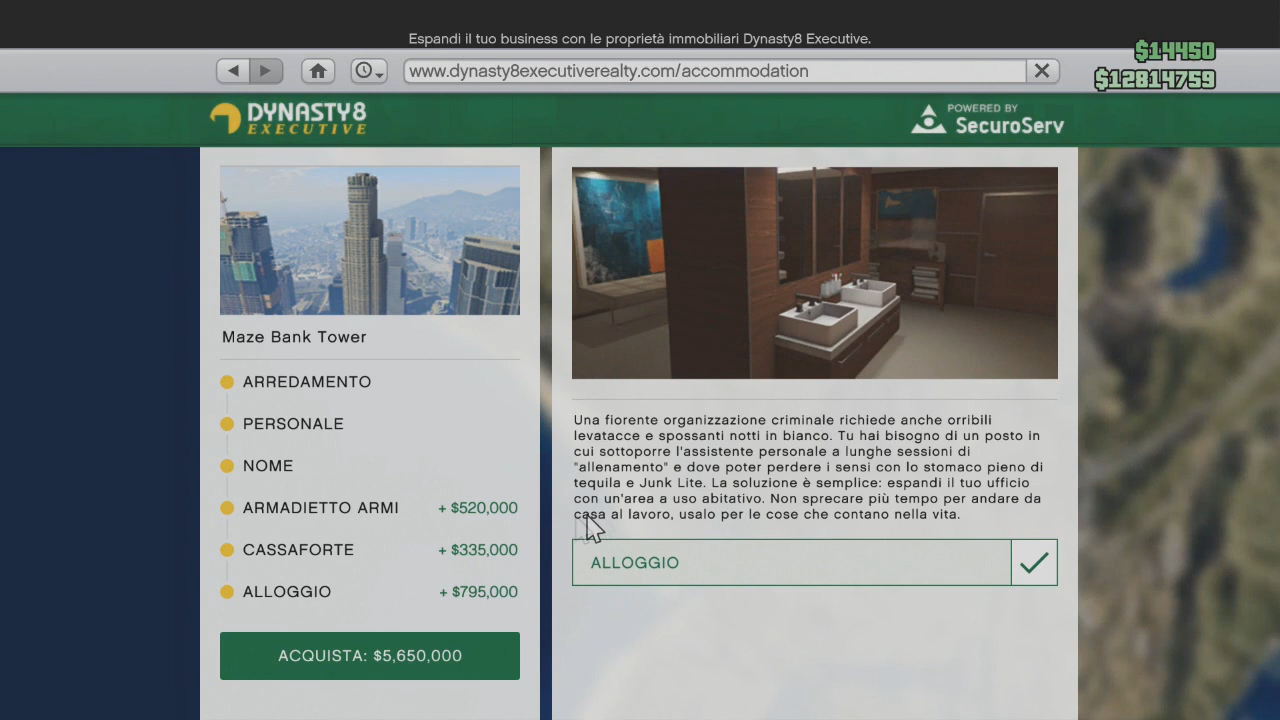 Espandi il tuo business con le proprietà immobiliari Dynasty8 Executive.
$14450
www.dynasty8executiverealty.com/accommodation
$12814759
DYNASTY8
EXECUTIVE
POWERED BY
SecuroServ
Maze Bank Tower
ARREDAMENTO
PERSONALE
NOME
ARMADIETTO ARMI + $520,000
CASSAFORTE + $335,000
ALLOGGIO + $795,000
ACQUISTA: $5,650,000
Una fiorente organizzazione criminale richiede anche orribili
levatacce e spossanti notti in bianco. Tu hai bisogno di un posto in
cui sottoporre l'assistente personale a lunghe sessioni di
"allenamento" e dove poter perdere i sensi con lo stomaco pieno di
tequila e Junk Lite. La soluzione è semplice: espandi il tuo ufficio
con un'area a uso abitativo. Non sprecare più tempo per andare da
casa al lavoro, usalo per le cose che contano nella vita.
ALLOGGIO